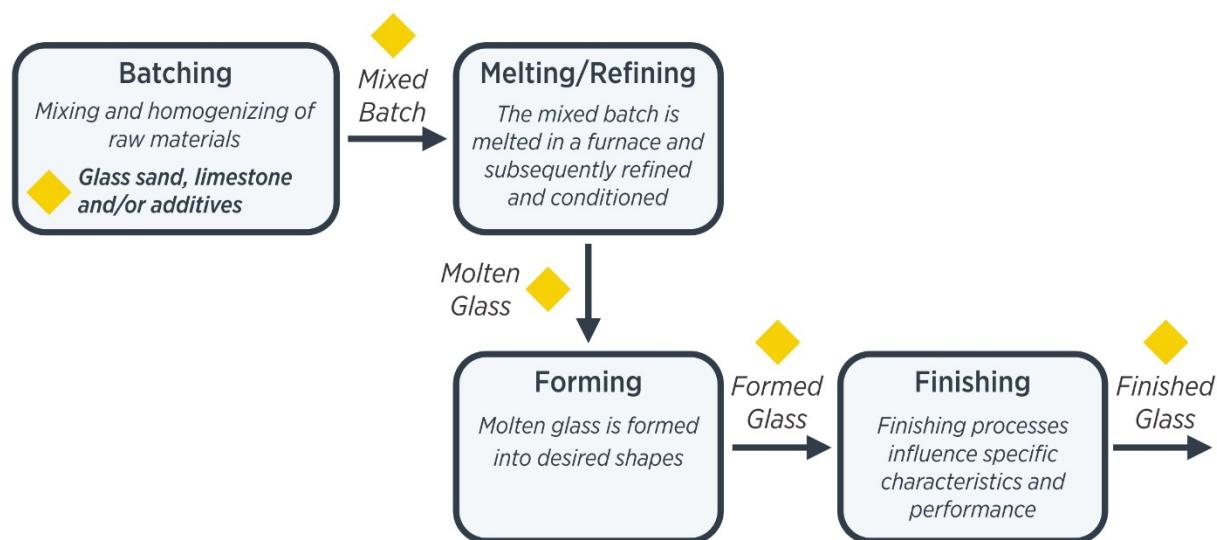 Batching
Mixing and homogenizing of
raw materials
Glass sand, limestone
and/or additives
Mixed
Batch
Melting/Refining
The mixed batch is
melted in a furnace and
subsequently refined
and conditioned
Molten
Glass
Forming
Molten glass is formed
into desired shapes
Formed
Glass
Finishing
Finishing processes
influence specific
characteristics and
performance
Finished
Glass